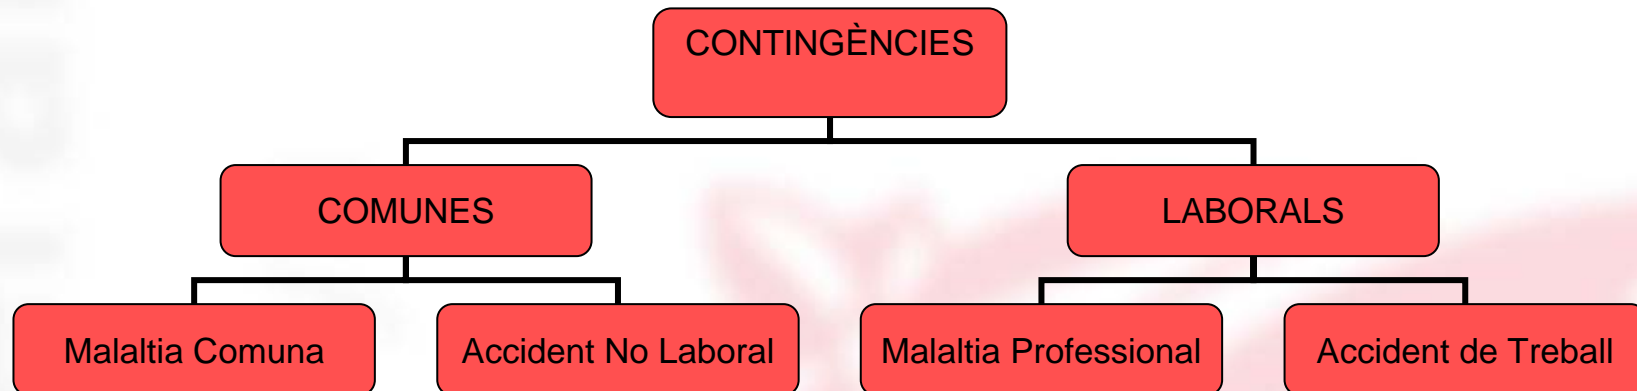 CONTINGÈNCIES
COMUNES
LABORALS
Malaltia Comuna
Accident No Laboral
Malaltia Professional
Accident de Treball